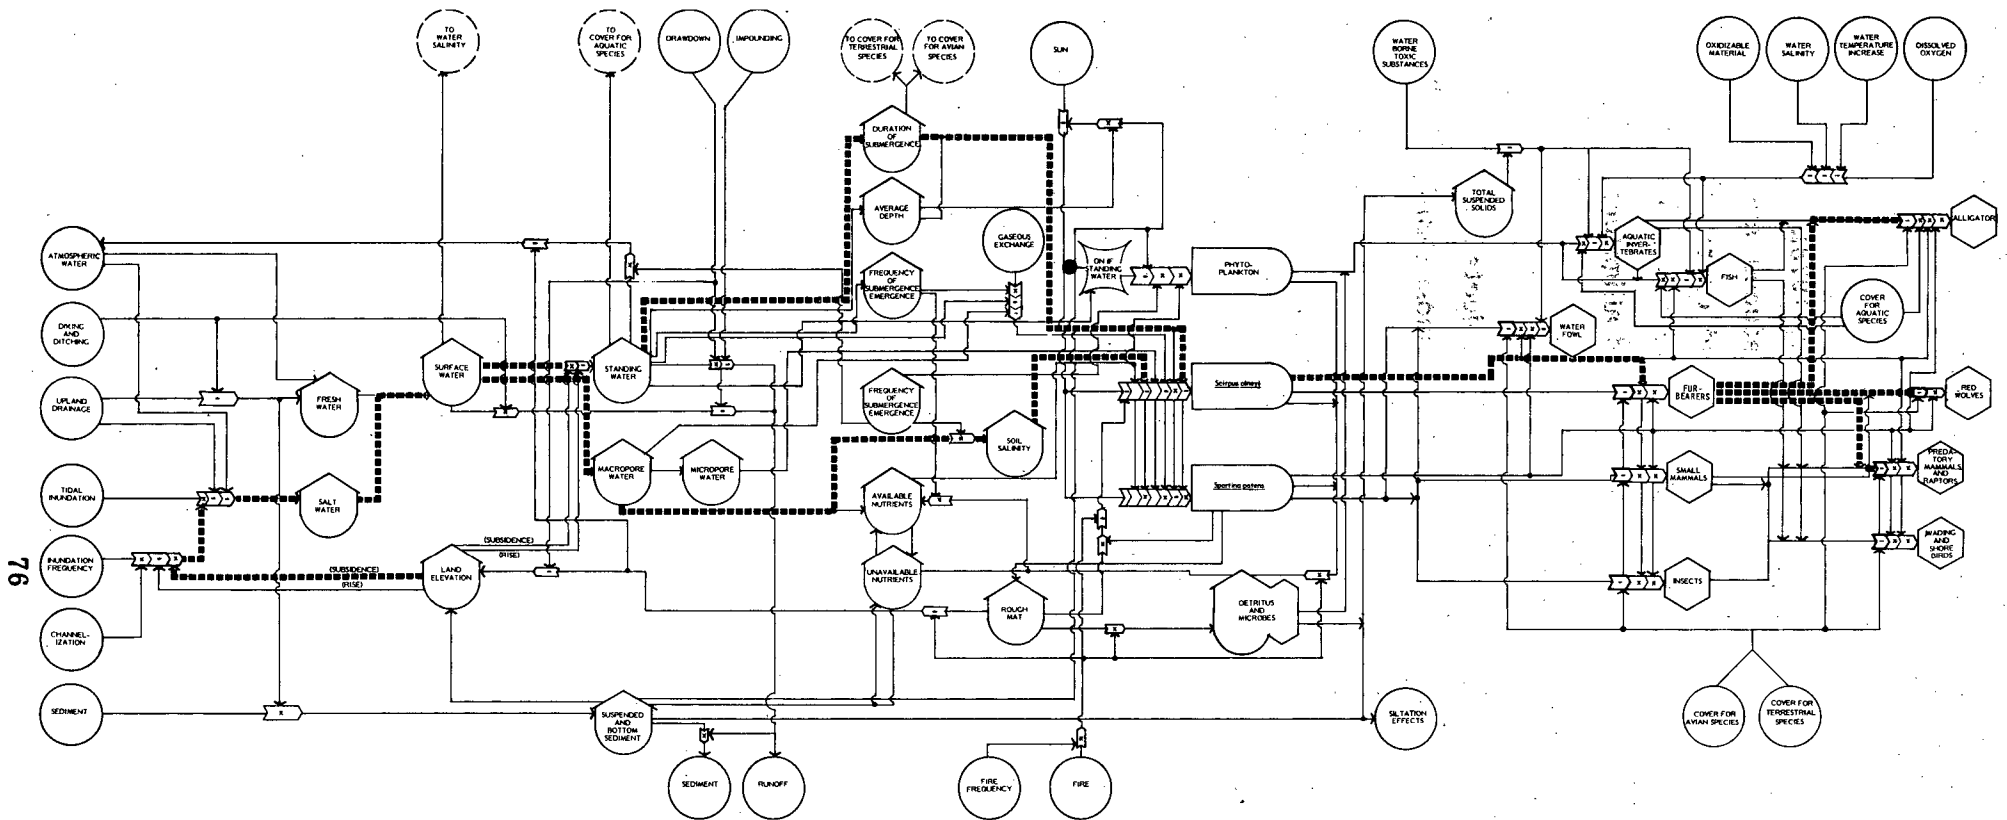 TO
WATER
SALINITY
TO
COVER FOR
AQUATIC
SPECIES
DRAWDOWN
IMPOUNDING
TO COVER FOR
TERRESTRIAL
SPECIES
TO COVER
FOR AVIAN
SPECIES
SUN
WATER
BORNE
TOXIC
SUBSTANCES
OXIDIZABLE
MATERIAL
WATER
SALINITY
WATER
TEMPERATURE
INCREASE
DISSOLVED
OXYGEN
DURATION
OF
SUBMERGENCE
AVERAGE
DEPTH
GASEOUS
EXCHANGE
FREQUENCY
OF
SUBMERGENCE
EMERGENCE
ON IF
STANDING
WATER
PHYTO-
PLANKTON
TOTAL
SUSPENDED
SOLIDS
AQUATIC
INVER-
TEBRATES
FISH
ALLIGATOR
COVER
FOR
AQUATIC
SPECIES
WATER
FOWL
ATMOSPHERIC
WATER
DIKING
AND
DITCHING
UPLAND
DRAINAGE
FRESH
WATER
SURFACE
WATER
STANDING
WATER
FREQUENCY
OF
SUBMERGENCE
EMERGENCE
SOIL
SALINITY
Scirpus olneyi
FUR-
BEARERS
RED
WOLVES
TIDAL
INUNDATION
SALT
WATER
MACROPORE
WATER
MICROPORE
WATER
AVAILABLE
NUTRIENTS
Spartina patens
SMALL
MAMMALS
PREDA-
TORY
MAMMALS
AND
RAPTORS
INUNDATION
FREQUENCY
(SUBSIDENCE)
(RISE)
LAND
ELEVATION
(SUBSIDENCE)
(RISE)
UNAVAILABLE
NUTRIENTS
ROUGH
MAT
DETRITUS
AND
MICROBES
INSECTS
WADING
AND
SHORE
BIRDS
CHANNEL-
IZATION
SEDIMENT
SUSPENDED
AND
BOTTOM
SEDIMENT
SILTATION
EFFECTS
COVER FOR
AVIAN SPECIES
COVER FOR
TERRESTRIAL
SPECIES
SEDIMENT
RUNOFF
FIRE
FREQUENCY
FIRE
76